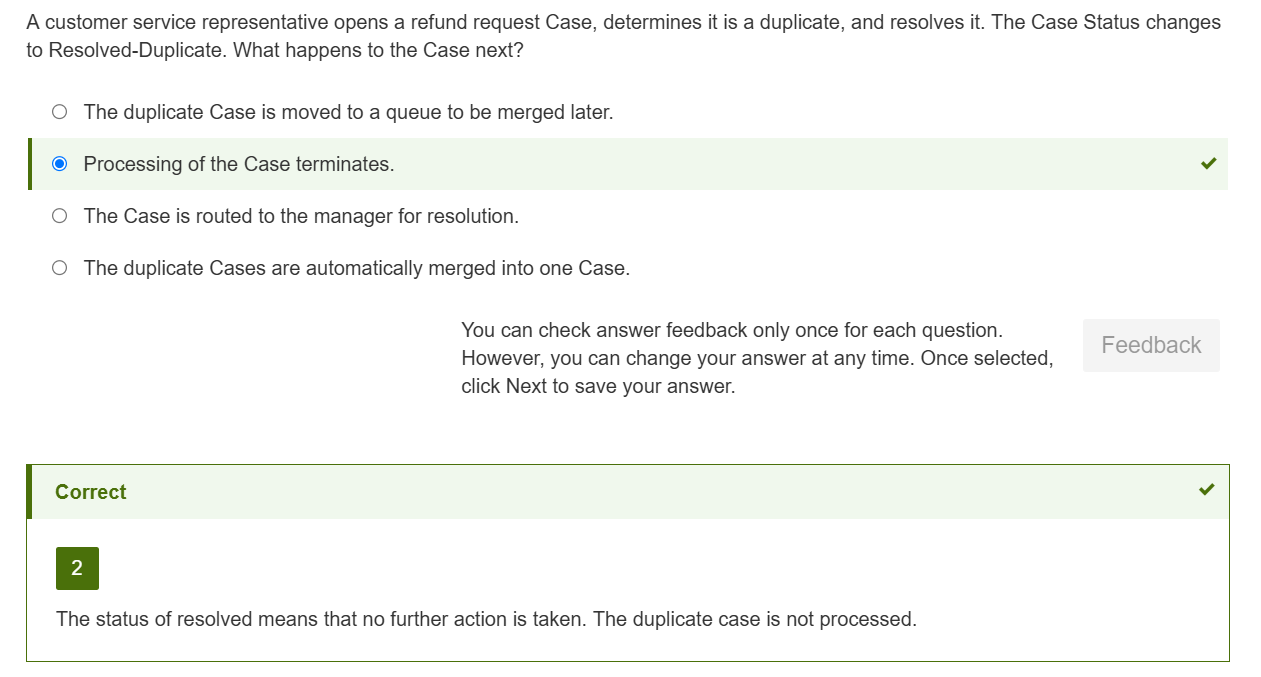 A customer service representative opens a refund request Case, determines it is a duplicate, and resolves it. The Case Status changes
to Resolved-Duplicate. What happens to the Case next?
The duplicate Case is moved to a queue to be merged later.
Processing of the Case terminates.
The Case is routed to the manager for resolution.
The duplicate Cases are automatically merged into one Case.
You can check answer feedback only once for each question.
However, you can change your answer at any time. Once selected,
click Next to save your answer.
Feedback
Correct
2
The status of resolved means that no further action is taken. The duplicate case is not processed.